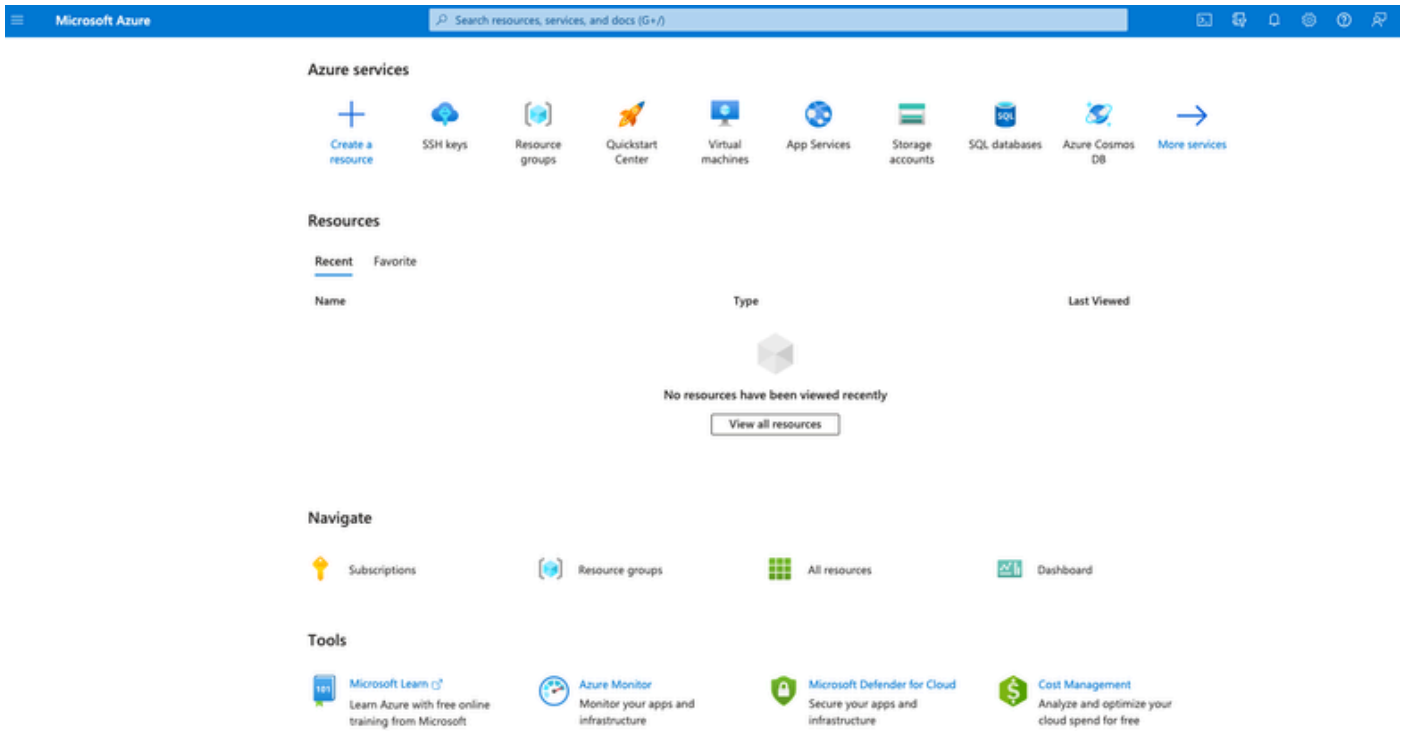 Microsoft Azure
Search resources, services, and docs (G+/)
Azure services
Create a resource
SSH keys
Resource groups
Quickstart Center
Virtual machines
App Services
Storage accounts
SQL
SQL databases
Azure Cosmos DB
More services
Resources
Recent
Favorite
Name
Type
Last Viewed
No resources have been viewed recently
View all resources
Navigate
Subscriptions
Resource groups
All resources
Dashboard
Tools
101
Microsoft Learn
Learn Azure with free online
training from Microsoft
Azure Monitor
Monitor your apps and
infrastructure
Microsoft Defender for Cloud
Secure your apps and
infrastructure
$
Cost Management
Analyze and optimize your
cloud spend for free